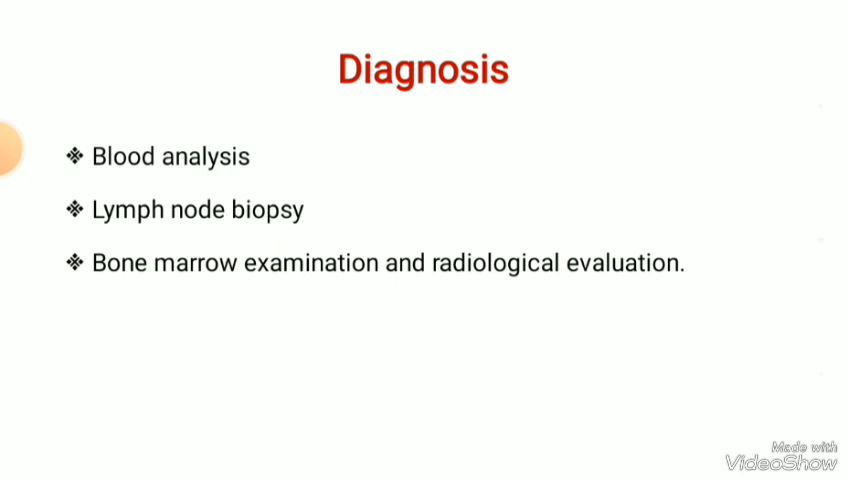 Diagnosis
❖ Blood analysis
❖ Lymph node biopsy
❖ Bone marrow examination and radiological evaluation.
Made with
VideoShow